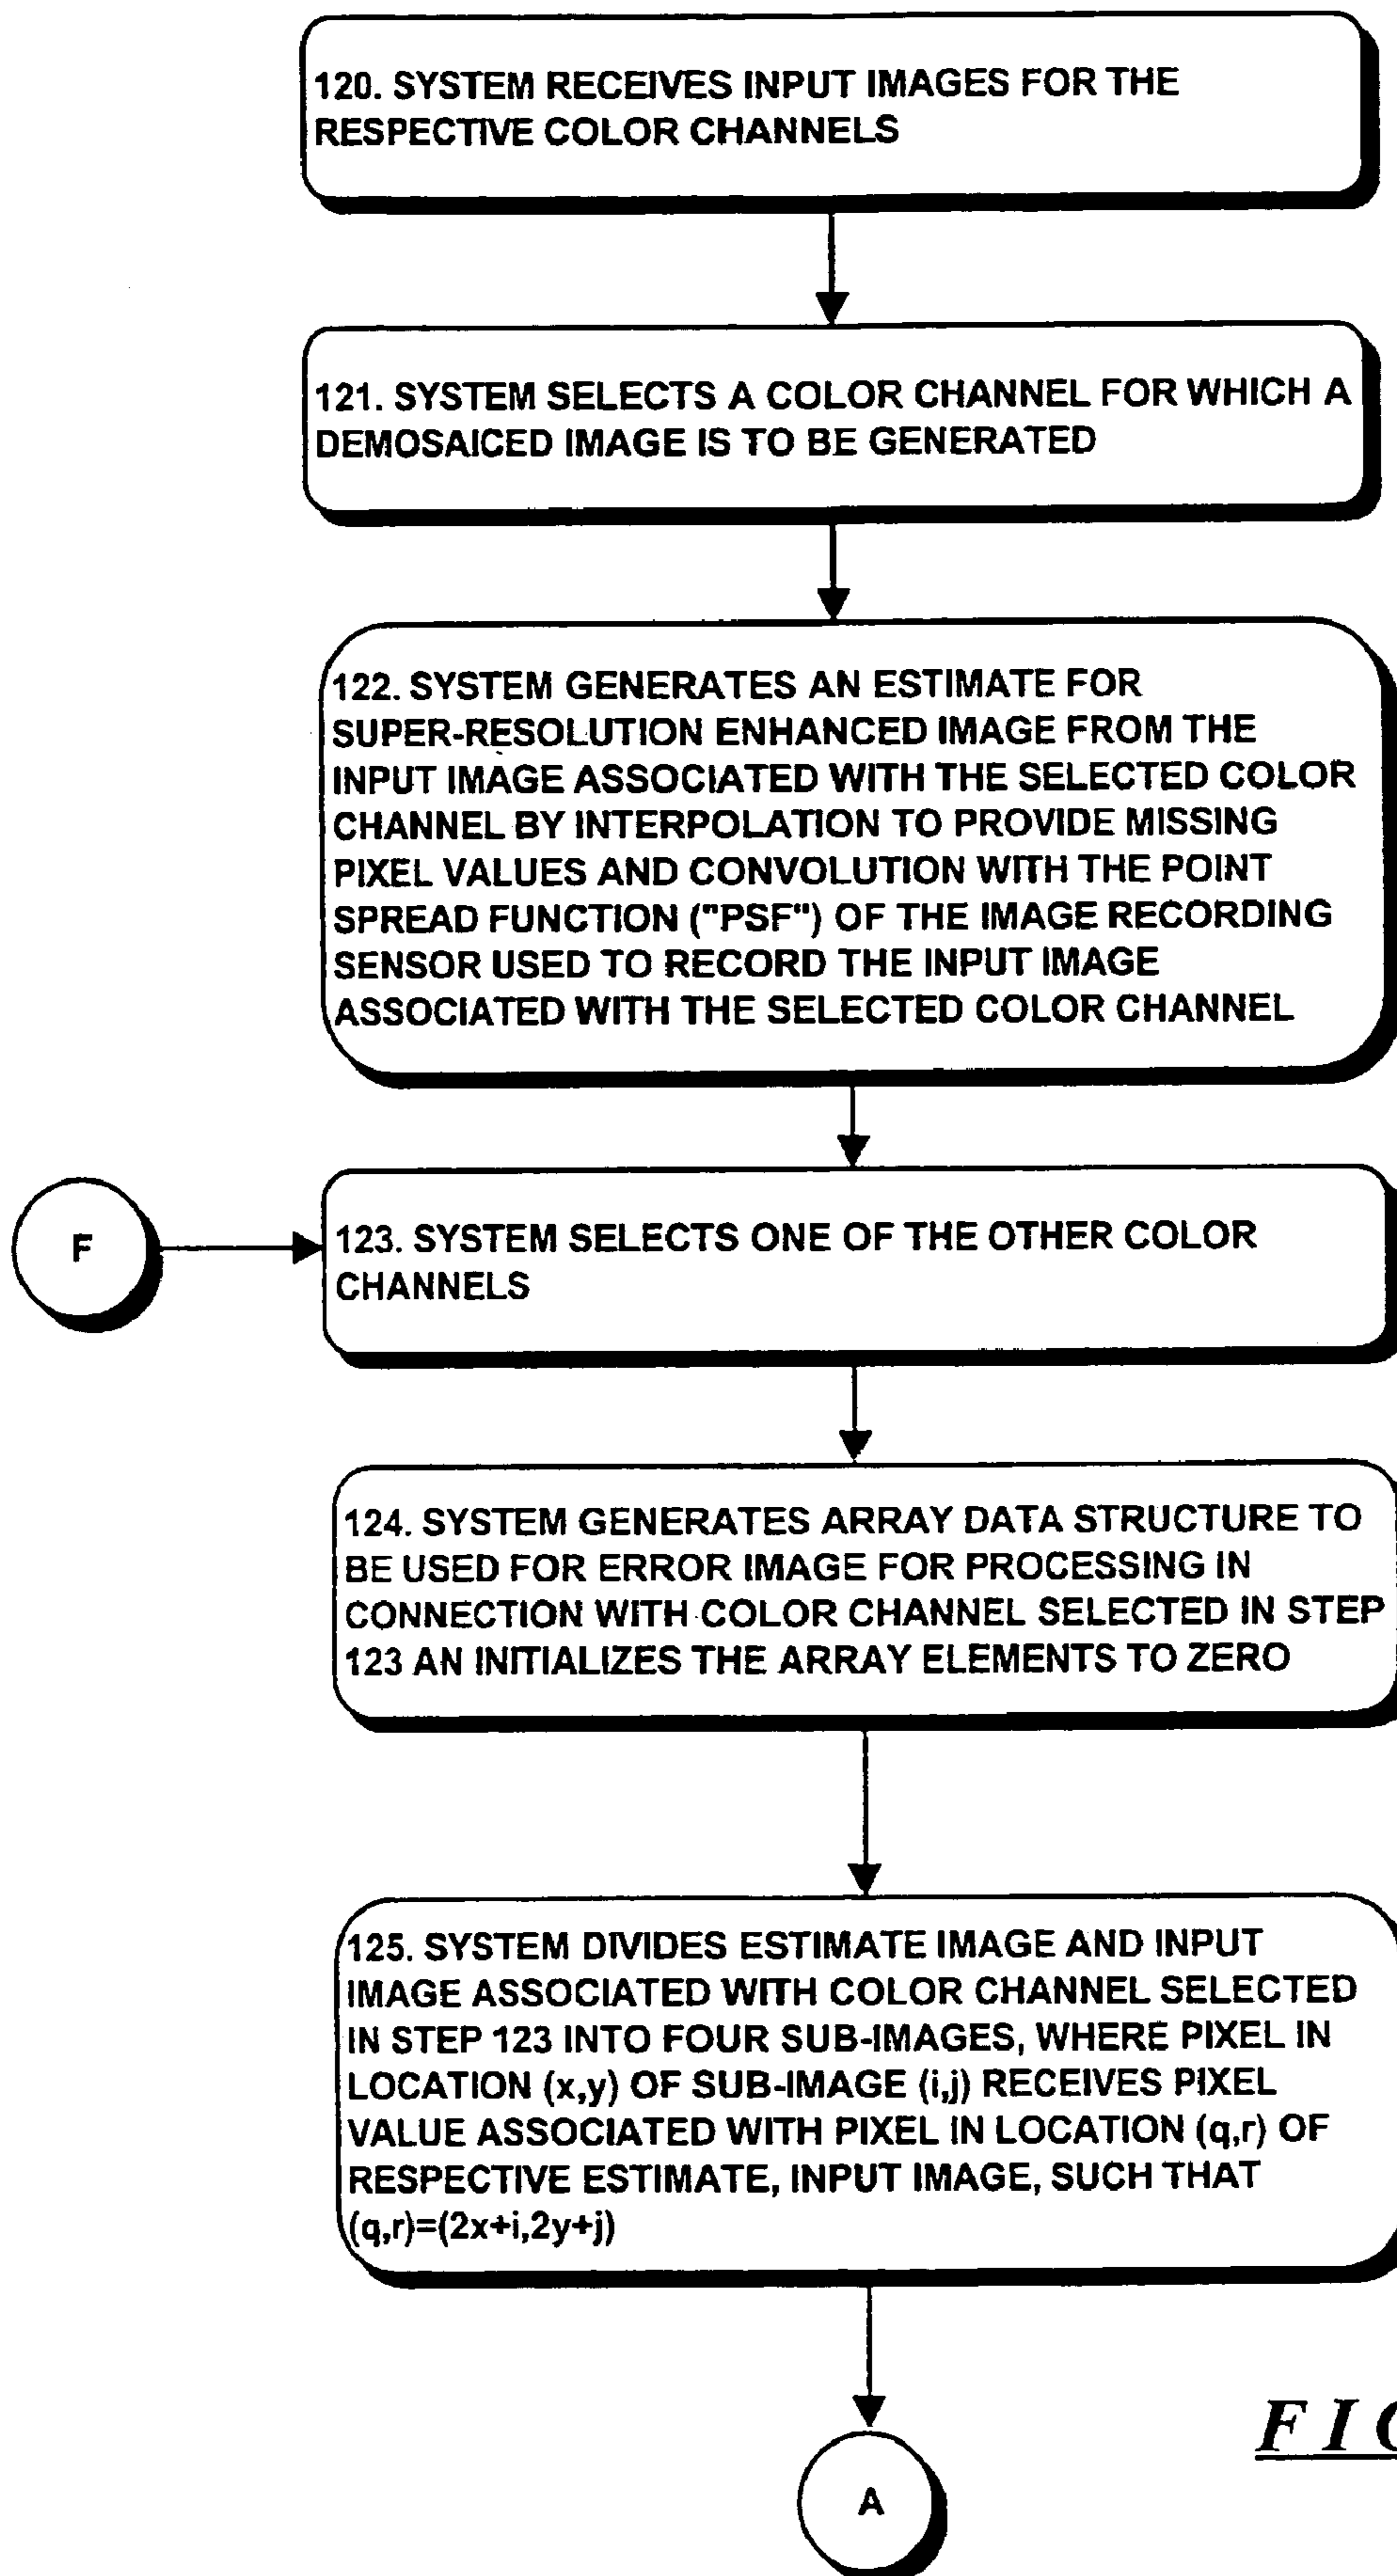 120. SYSTEM RECEIVES INPUT IMAGES FOR THE
RESPECTIVE COLOR CHANNELS
121. SYSTEM SELECTS A COLOR CHANNEL FOR WHICH A
DEMOSAICED IMAGE IS TO BE GENERATED
122. SYSTEM GENERATES AN ESTIMATE FOR
SUPER-RESOLUTION ENHANCED IMAGE FROM THE
INPUT IMAGE ASSOCIATED WITH THE SELECTED COLOR
CHANNEL BY INTERPOLATION TO PROVIDE MISSING
PIXEL VALUES AND CONVOLUTION WITH THE POINT
SPREAD FUNCTION ("PSF") OF THE IMAGE RECORDING
SENSOR USED TO RECORD THE INPUT IMAGE
ASSOCIATED WITH THE SELECTED COLOR CHANNEL
F
123. SYSTEM SELECTS ONE OF THE OTHER COLOR
CHANNELS
124. SYSTEM GENERATES ARRAY DATA STRUCTURE TO
BE USED FOR ERROR IMAGE FOR PROCESSING IN
CONNECTION WITH COLOR CHANNEL SELECTED IN STEP
123 AN INITIALIZES THE ARRAY ELEMENTS TO ZERO
125. SYSTEM DIVIDES ESTIMATE IMAGE AND INPUT
IMAGE ASSOCIATED WITH COLOR CHANNEL SELECTED
IN STEP 123 INTO FOUR SUB-IMAGES, WHERE PIXEL IN
LOCATION (x,y) OF SUB-IMAGE (i,j) RECEIVES PIXEL
VALUE ASSOCIATED WITH PIXEL IN LOCATION (q,r) OF
RESPECTIVE ESTIMATE, INPUT IMAGE, SUCH THAT
(q,r)=(2x+i,2y+j)
A